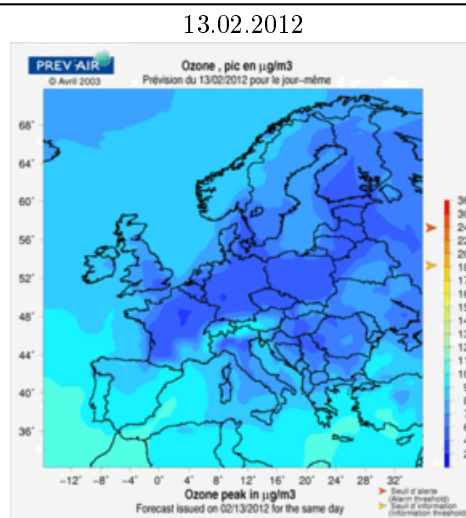 13.02.2012
PREV'AIR
© Avril 2003
Ozone , pic en µg/m3
Prévision du 13/02/2012 pour le jour-même
68°
64°
60°
56°
52°
48°
44°
40°
36°
-12° -8° -4° 0° 4° 8° 12° 16° 20° 24° 28° 32°
Ozone peak in µg/m3
Forecast issued on 02/13/2012 for the same day
Seuil d'alerte
(Alarm threshold)
Seuil d'information
(Information threshold